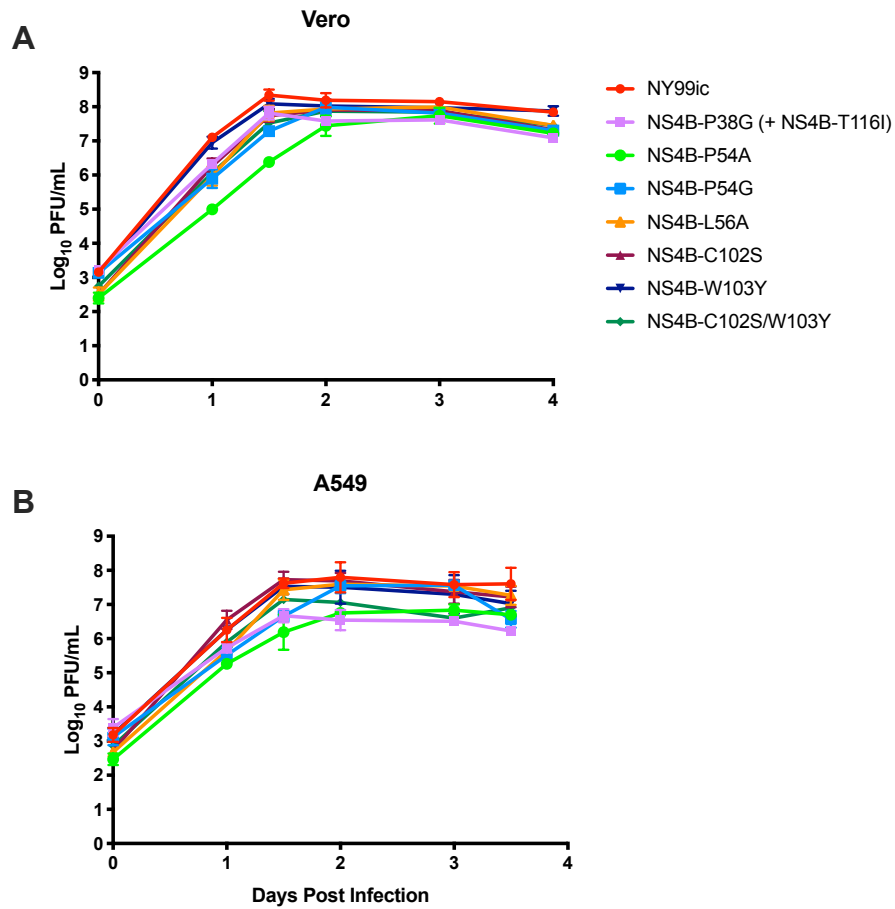 A
Vero
Log₁₀ PFU/mL
9
8
7
6
5
4
3
2
1
0
0 1 2 3 4
NY99ic
NS4B-P38G (+ NS4B-T116I)
NS4B-P54A
NS4B-P54G
NS4B-L56A
NS4B-C102S
NS4B-W103Y
NS4B-C102S/W103Y
B
A549
Log₁₀ PFU/mL
9
8
7
6
5
4
3
2
1
0
0 1 2 3 4
Days Post Infection